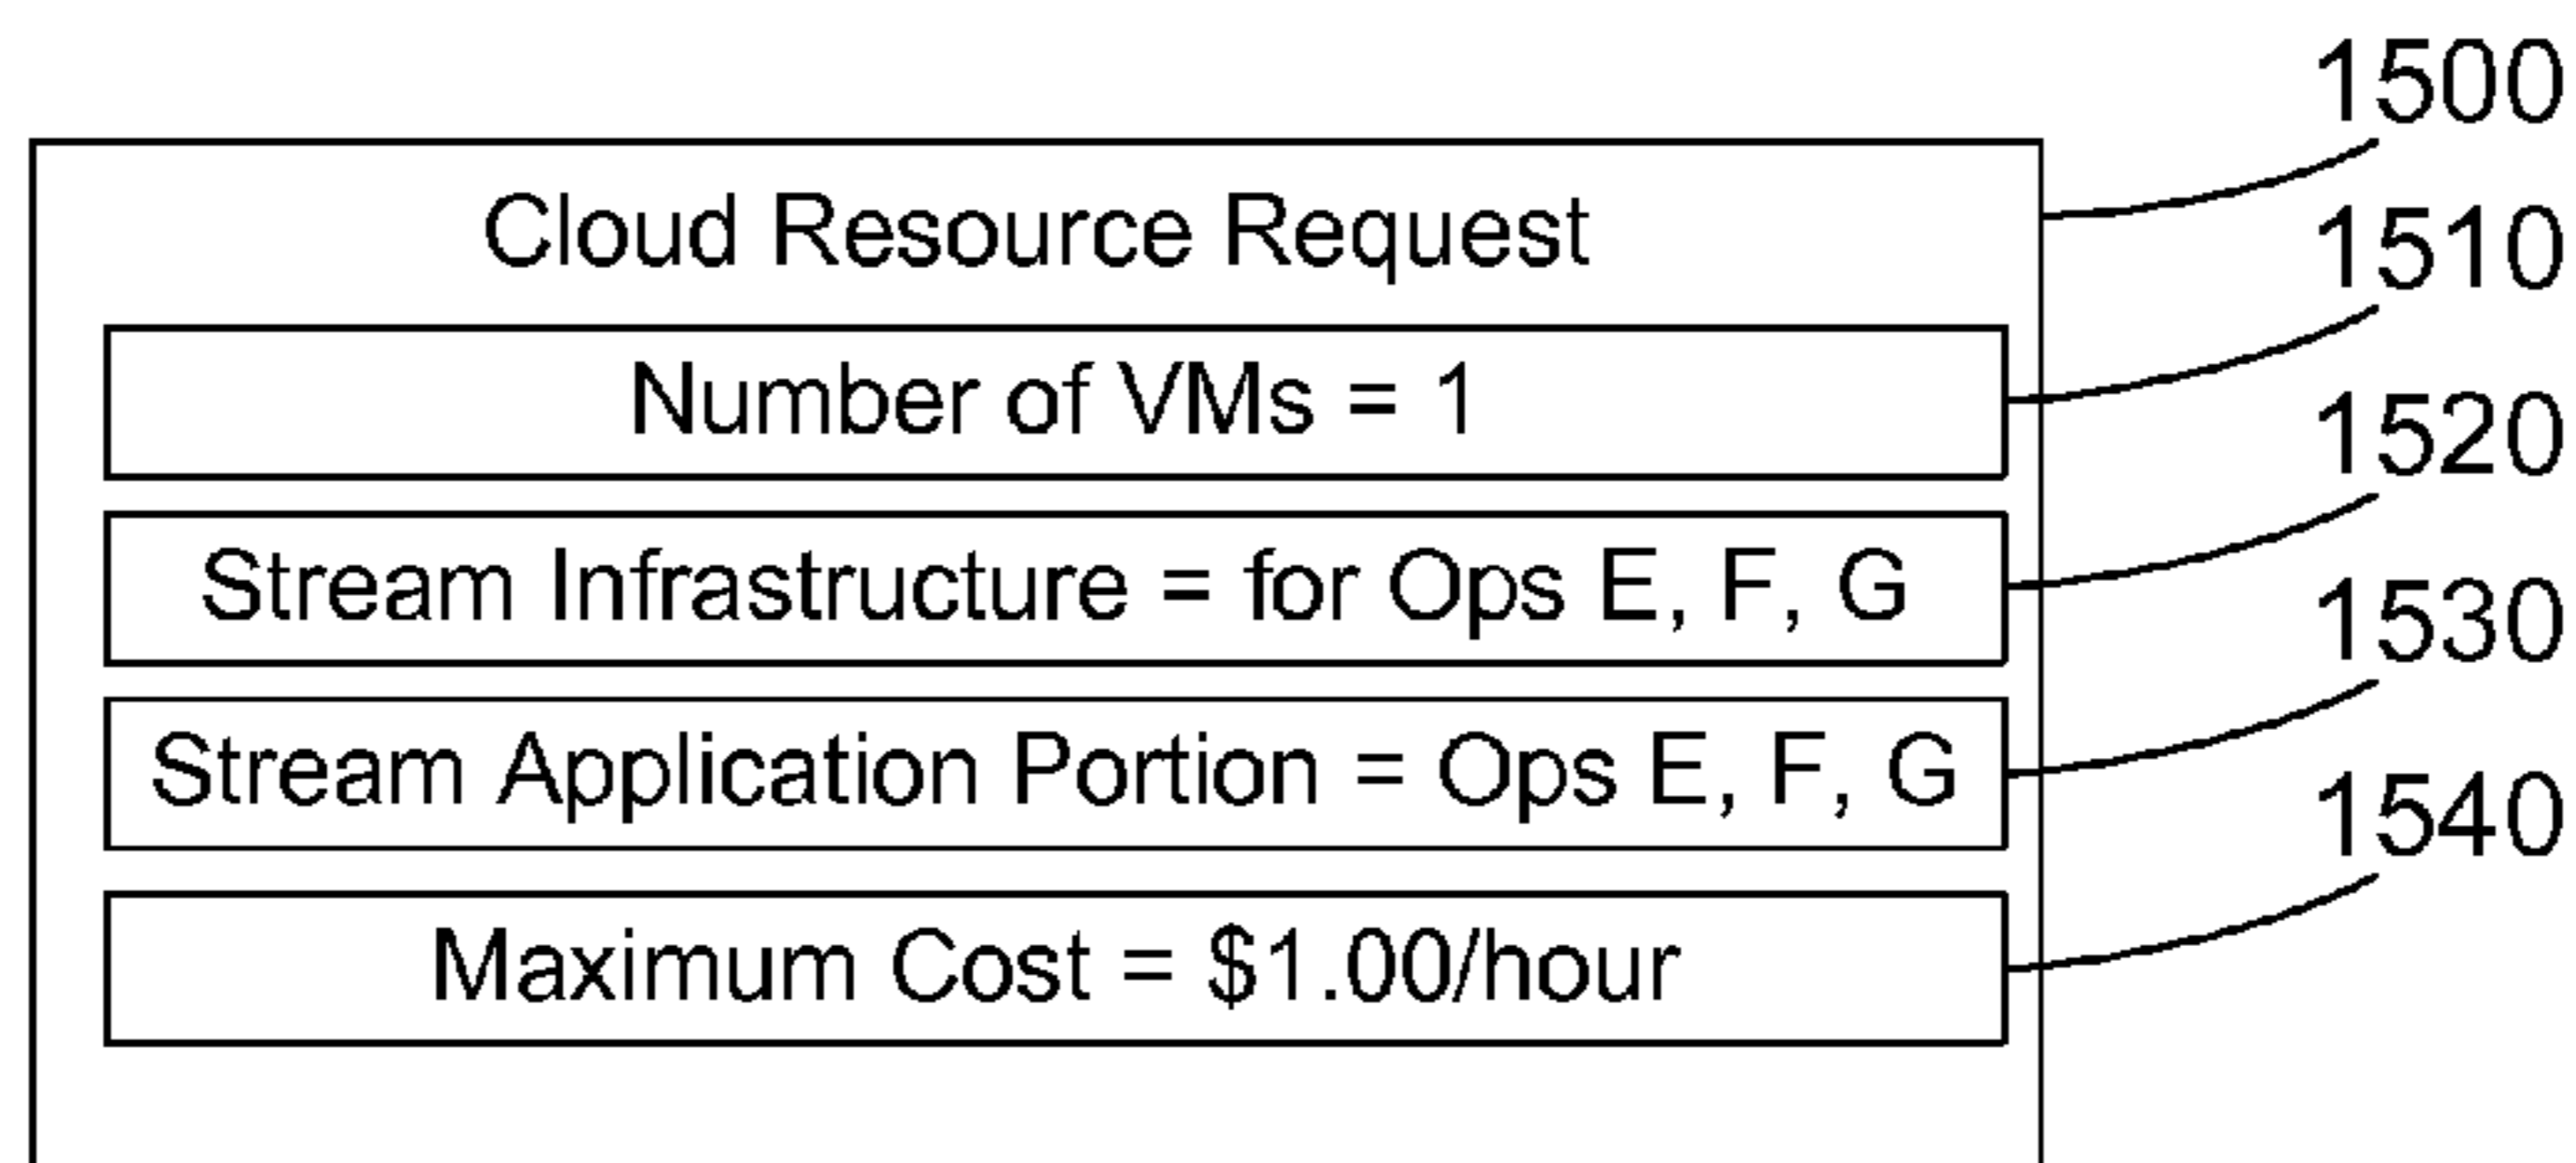 1500
Cloud Resource Request
1510
Number of VMs = 1
1520
Stream Infrastructure = for Ops E, F, G
1530
Stream Application Portion = Ops E, F, G
1540
Maximum Cost = $1.00/hour